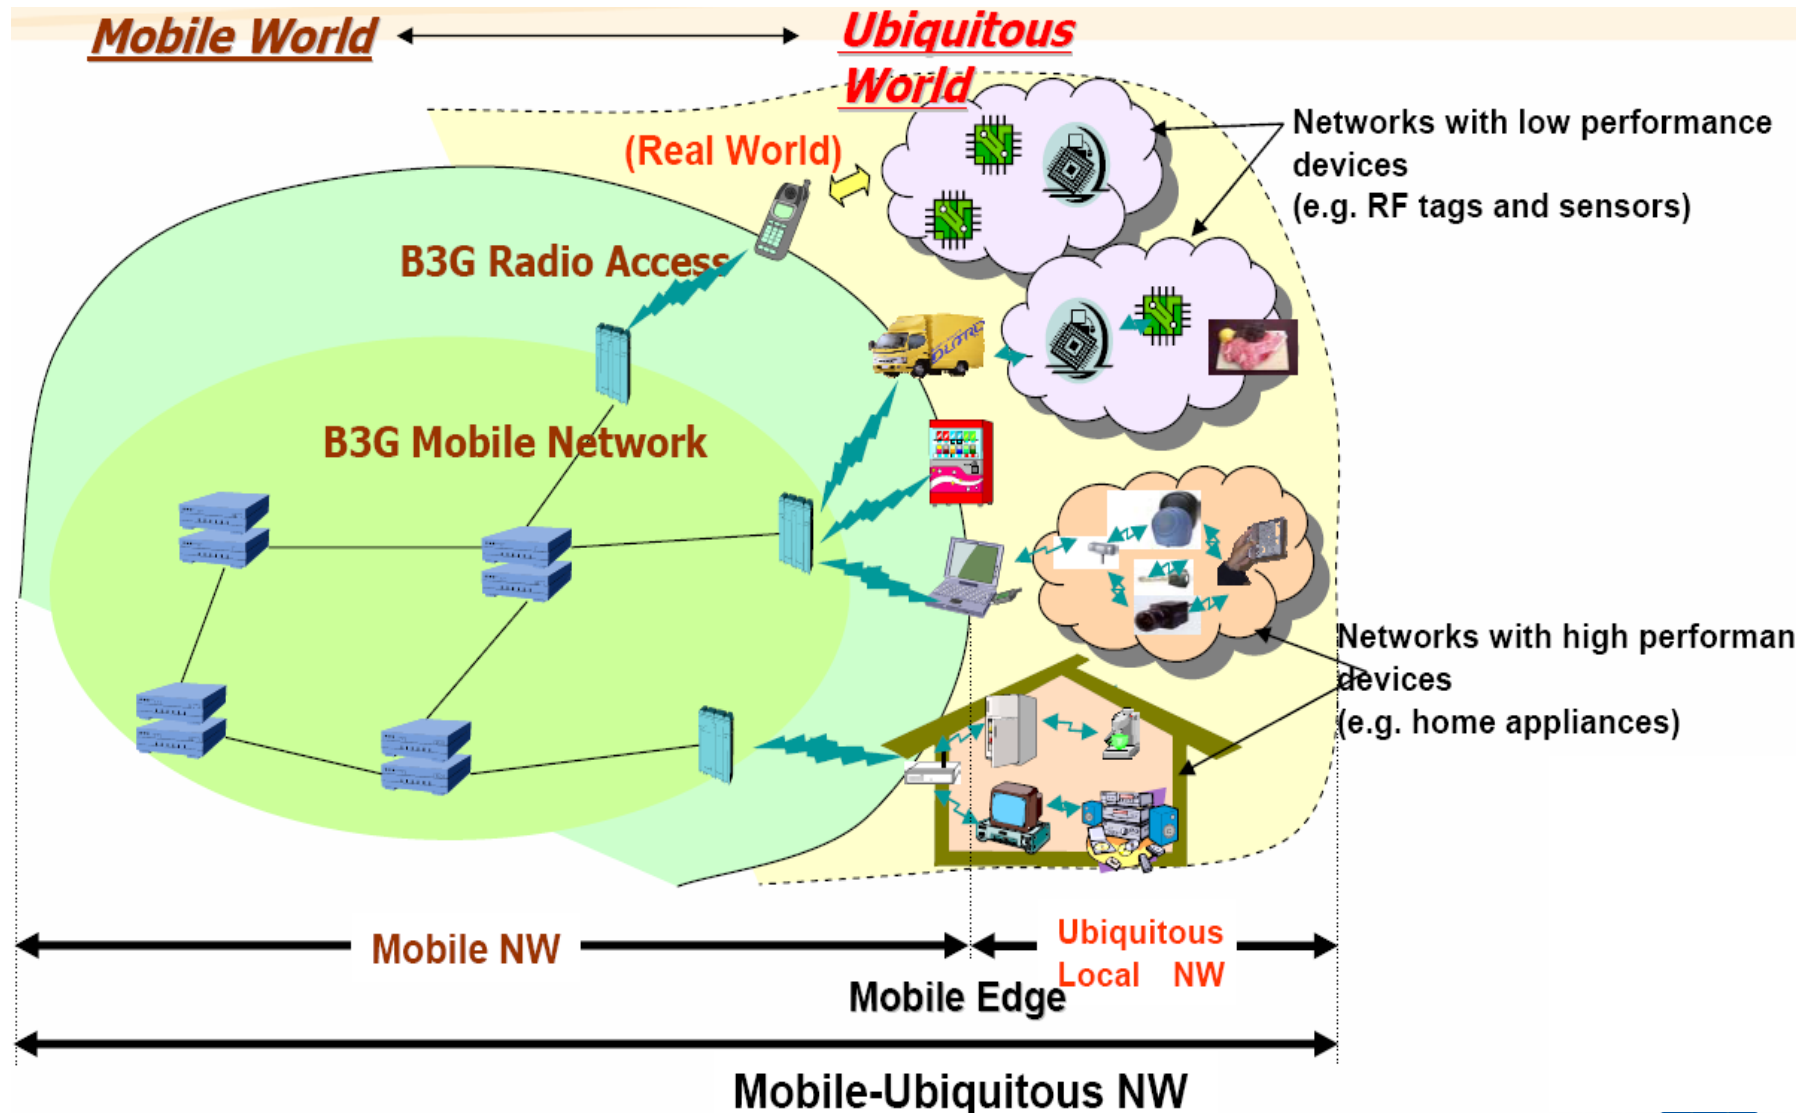 Mobile World
Ubiquitous
World
(Real World)
Networks with low performance
devices
(e.g. RF tags and sensors)
B3G Radio Access
B3G Mobile Network
Networks with high performan
devices
(e.g. home appliances)
Mobile NW
Ubiquitous
Local NW
Mobile Edge
Mobile-Ubiquitous NW